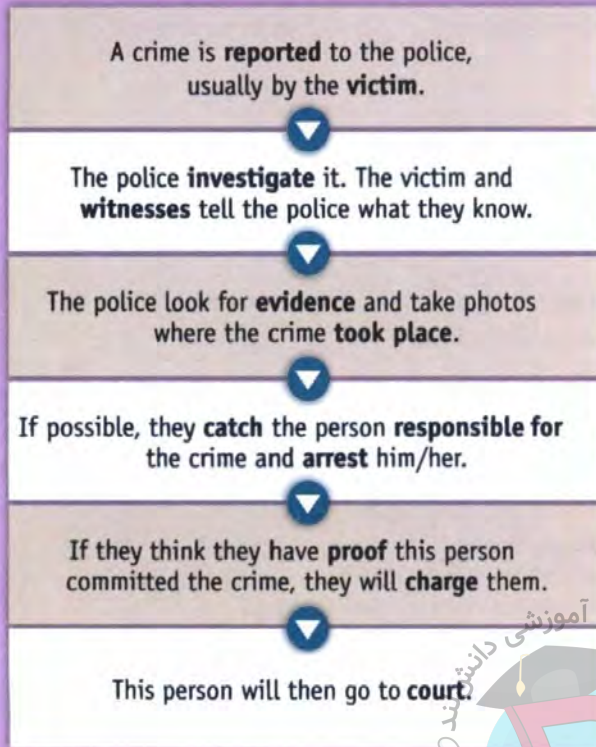 A crime is reported to the police,
usually by the victim.
The police investigate it. The victim and
witnesses tell the police what they know.
The police look for evidence and take photos
where the crime took place.
If possible, they catch the person responsible for
the crime and arrest him/her.
If they think they have proof this person
committed the crime, they will charge them.
This person will then go to court.
آموزشی